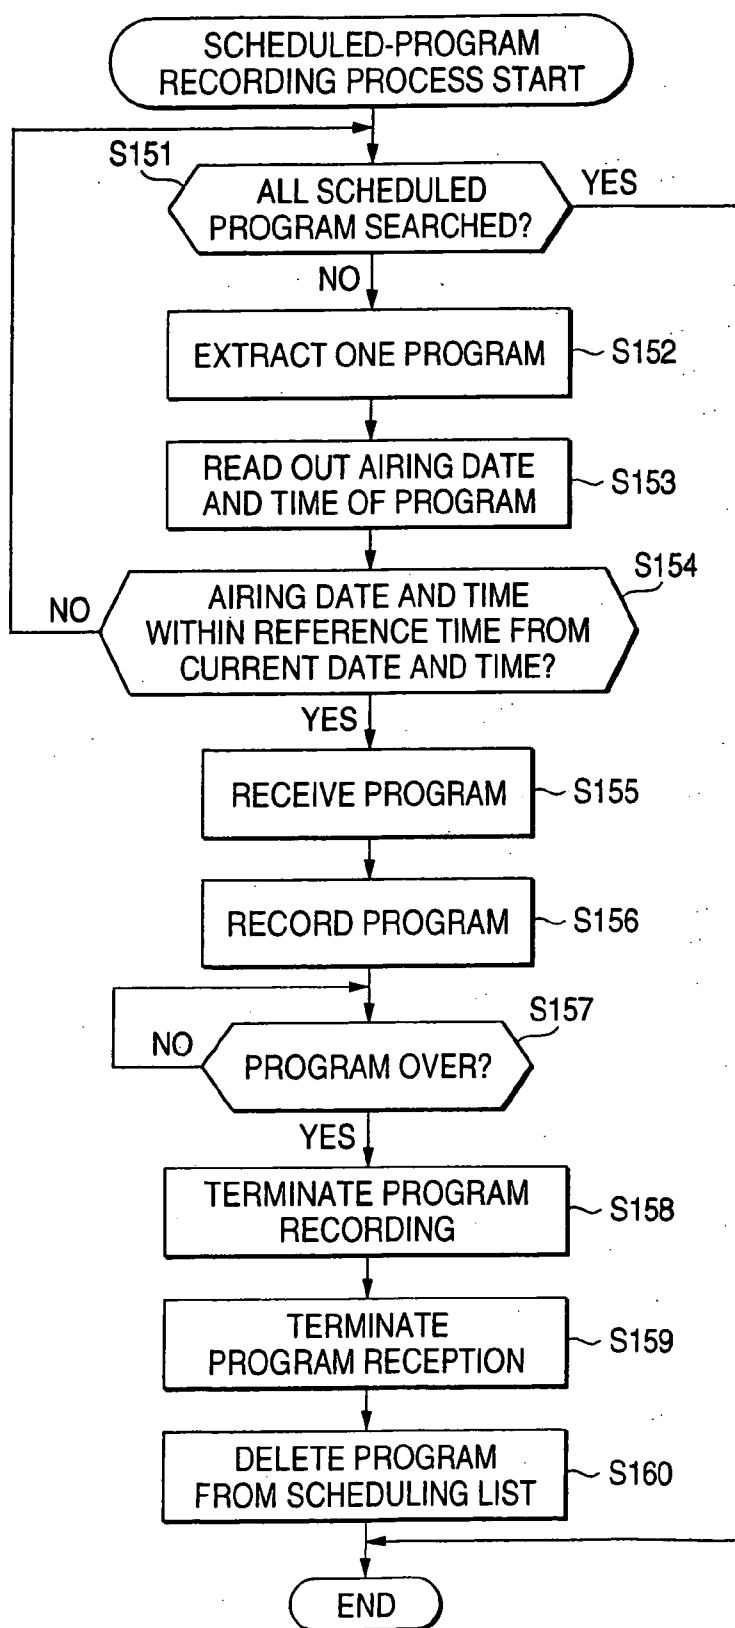 SCHEDULED-PROGRAM
RECORDING PROCESS START
S151
ALL SCHEDULED
PROGRAM SEARCHED?
YES
NO
EXTRACT ONE PROGRAM
S152
READ OUT AIRING DATE
AND TIME OF PROGRAM
S153
S154
NO
AIRING DATE AND TIME
WITHIN REFERENCE TIME FROM
CURRENT DATE AND TIME?
YES
RECEIVE PROGRAM
S155
RECORD PROGRAM
S156
S157
NO
PROGRAM OVER?
YES
TERMINATE PROGRAM
RECORDING
S158
TERMINATE
PROGRAM RECEPTION
S159
DELETE PROGRAM
FROM SCHEDULING LIST
S160
END